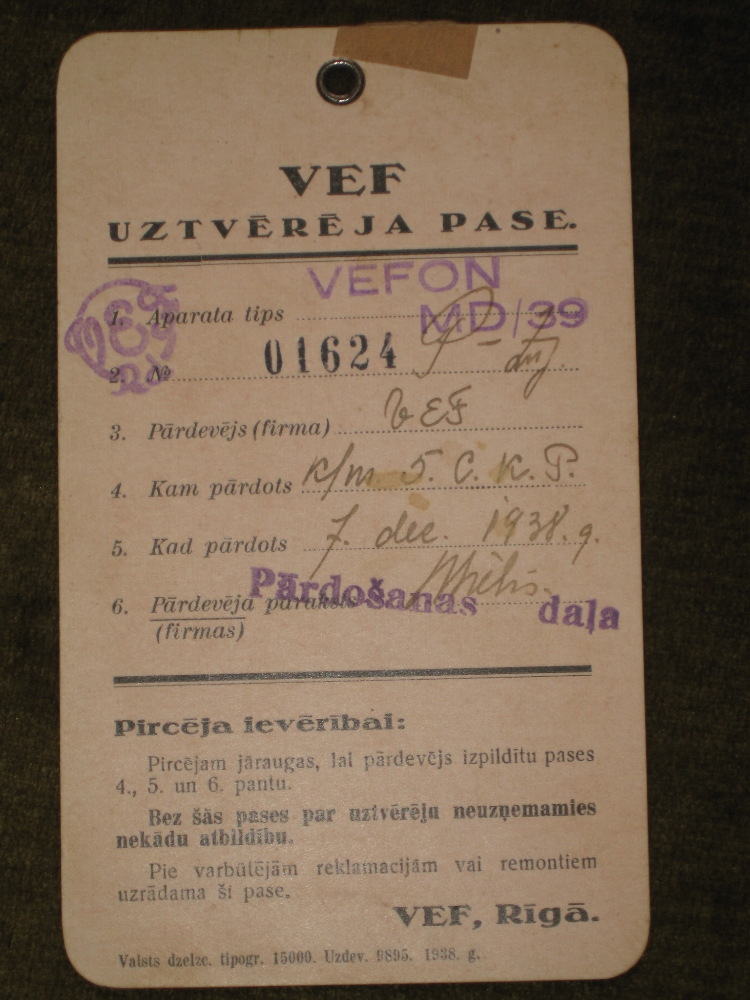 VEF
UZTVĒRĒJA PASE.
VEFON
1. Aparata tips MD/39
2. № 01624
3. Pārdevējs (firma) VEF
4. Kam pārdots k/m 5. C. K. P.
5. Kad pārdots 7. dec. 1938. g.
Pārdošanas daļa
6. Pārdevēja paraksts
(firmas)
Pircēja ievērībai:
Pircējam jāraugas, lai pārdevējs izpildītu pases
4., 5. un 6. pantu.
Bez šās pases par uztvērēju neuzņemamies
nekādu atbildību.
Pie varbūtējām reklamacijām vai remontiem
uzrādama šī pase.
VEF, Rīgā.
Valsts dzelzc. tipogr. 15000. Uzdev. 9895. 1938. g.